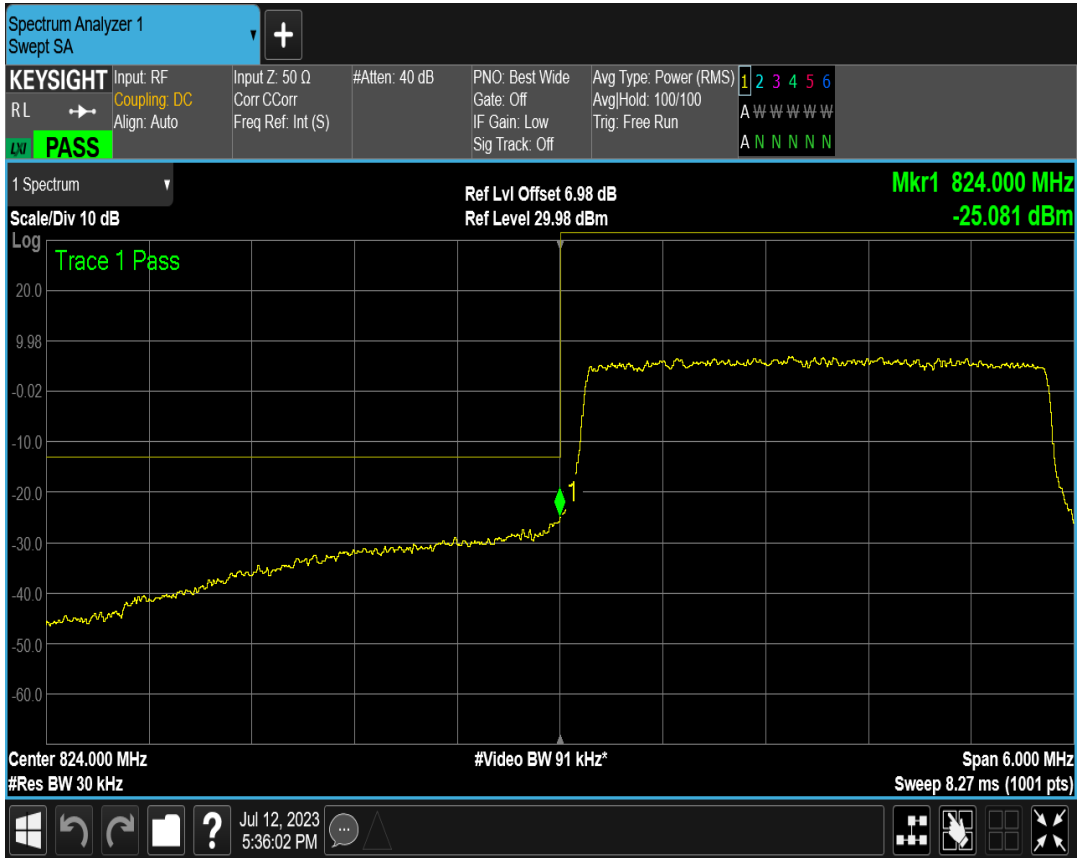 Spectrum Analyzer 1
Swept SA
+
KEYSIGHT
RL
LXI PASS
Input: RF
Coupling: DC
Align: Auto
Input Z: 50 Ω
Corr CCorr
Freq Ref: Int (S)
#Atten: 40 dB
PNO: Best Wide
Gate: Off
IF Gain: Low
Sig Track: Off
Avg Type: Power (RMS)
Avg|Hold: 100/100
Trig: Free Run
1 2 3 4 5 6
A W W W W W
A N N N N N
1 Spectrum
Scale/Div 10 dB
Ref Lvl Offset 6.98 dB
Ref Level 29.98 dBm
Mkr1 824.000 MHz
-25.081 dBm
Log
Trace 1 Pass
20.0
9.98
-0.02
-10.0
1
-20.0
-30.0
-40.0
-50.0
-60.0
Center 824.000 MHz
#Video BW 91 kHz*
Span 6.000 MHz
#Res BW 30 kHz
Sweep 8.27 ms (1001 pts)
?
Jul 12, 2023
5:36:02 PM